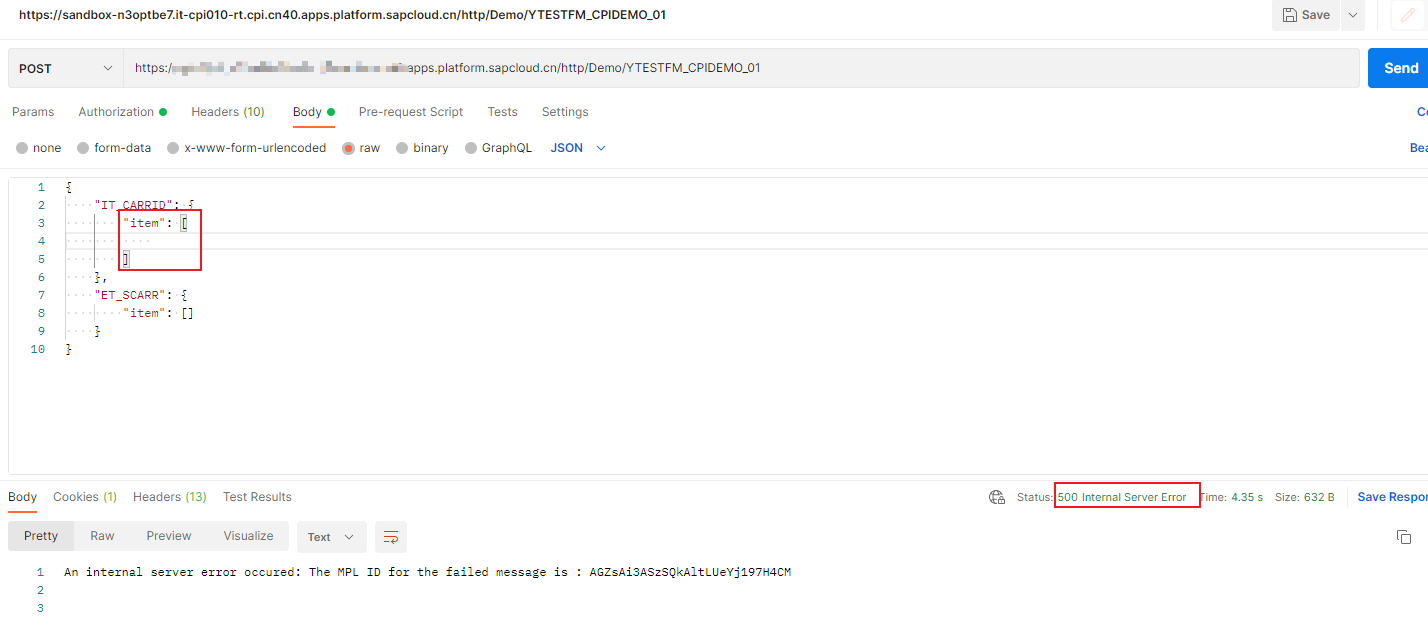 https://sandbox-n3optbe7.it-cpi010-rt.cpi.cn40.apps.platform.sapcloud.cn/http/Demo/YTESTFM_CPIDEMO_01
Save
POST
https:/ apps.platform.sapcloud.cn/http/Demo/YTESTFM_CPIDEMO_01
Send
Params Authorization Headers (10) Body Pre-request Script Tests Settings
none form-data x-www-form-urlencoded raw binary GraphQL JSON
1 {
2 "IT_CARRID": {
3 "item": [
4
5 ]
6 },
7 "ET_SCARR": {
8 "item": []
9 }
10 }
Body Cookies (1) Headers (13) Test Results Status: 500 Internal Server Error Time: 4.35 s Size: 632 B Save Respon
Pretty Raw Preview Visualize Text
1 An internal server error occured: The MPL ID for the failed message is : AGZsAi3ASzSQkAltLUeYj197H4CM
2
3